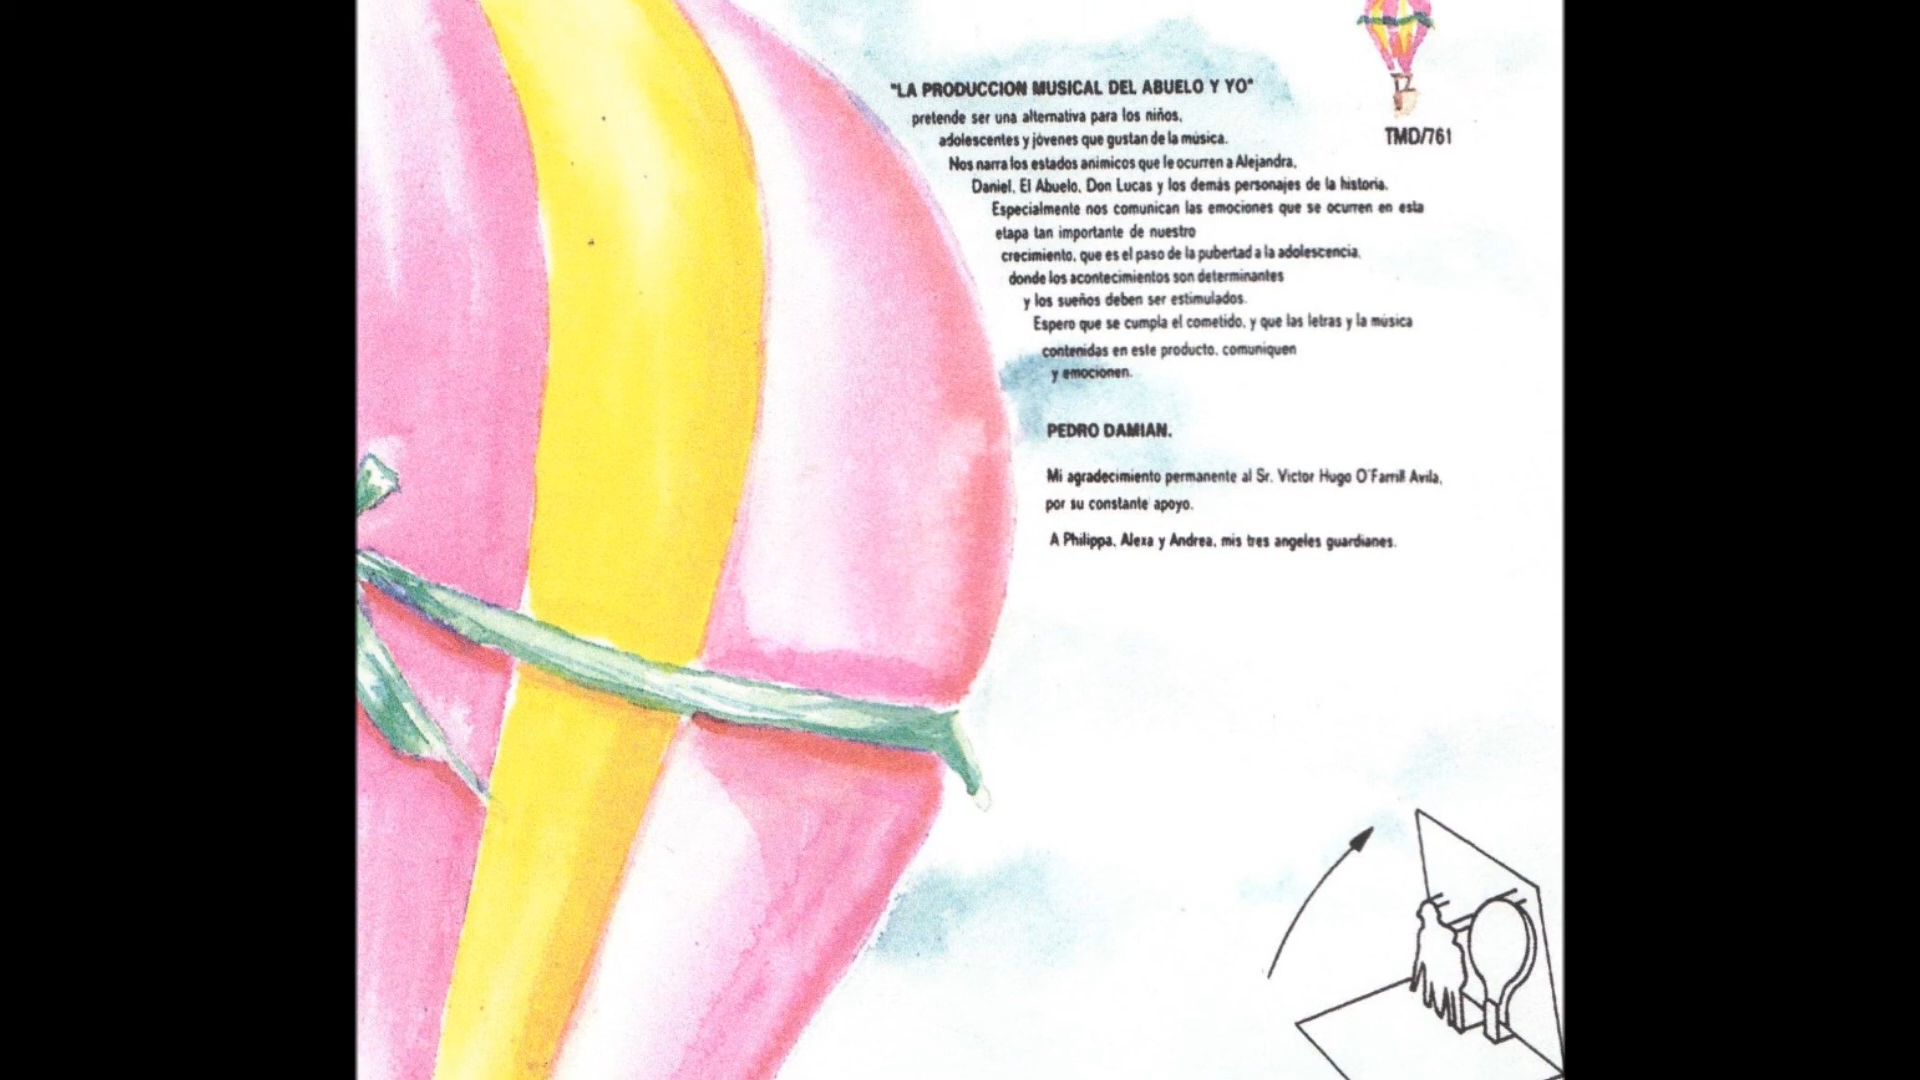 "LA PRODUCCION MUSICAL DEL ABUELO Y YO"
pretende ser una alternativa para los niños,
adolescentes y jóvenes que gustan de la música.
Nos narra los estados animicos que le ocurren a Alejandra,
Daniel, El Abuelo, Don Lucas y los demás personajes de la historia.
Especialmente nos comunican las emociones que se ocurren en esta
etapa tan importante de nuestro
crecimiento, que es el paso de la pubertad a la adolescencia,
donde los acontecimientos son determinantes
y los sueños deben ser estimulados.
Espero que se cumpla el cometido, y que las letras y la música
contenidas en este producto, comuniquen
y emocionen.
TMD/761
PEDRO DAMIAN.
Mi agradecimiento permanente al Sr. Victor Hugo O'Farrill Avila,
por su constante apoyo.
A Philippa, Alexa y Andrea, mis tres angeles guardianes.